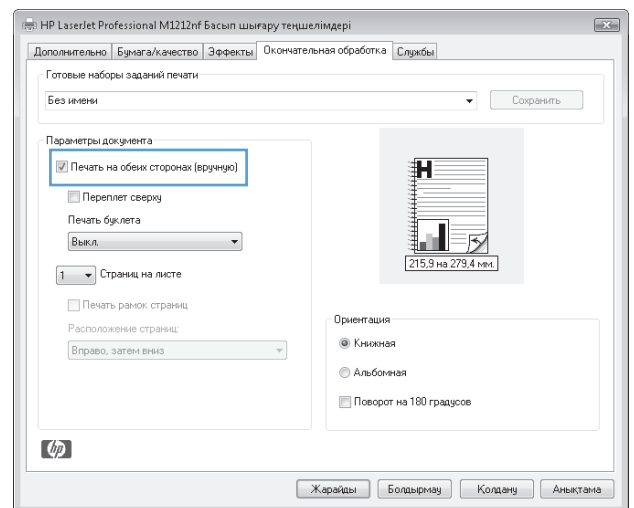 HP LaserJet Professional M1212nf Басып шығару теңшелімдері
Дополнительно Бумага/качество Эффекты Окончательная обработка Службы
Готовые наборы заданий печати
Без имени Сохранить
Параметры документа
Печать на обеих сторонах (вручную)
Переплет сверху
Печать буклета
Выкл.
1 Страниц на листе
Печать рамок страниц
Расположение страниц:
Вправо, затем вниз
H
215,9 на 279,4 мм.
Ориентация
Книжная
Альбомная
Поворот на 180 градусов
hp
Жарайды Болдырмау Колдану Анықтама